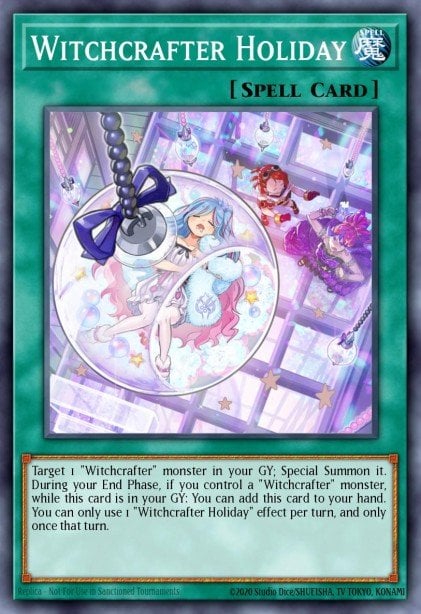 Witchcrafter Holiday
SPELL
魔
[Spell Card]
Target 1 "Witchcrafter" monster in your GY; Special Summon it.
During your End Phase, if you control a "Witchcrafter" monster,
while this card is in your GY: You can add this card to your hand.
You can only use 1 "Witchcrafter Holiday" effect per turn, and only
once that turn.
Replica - Not For Use in Sanctioned Tournaments
©2020 Studio Dice/SHUEISHA, TV TOKYO, KONAMI